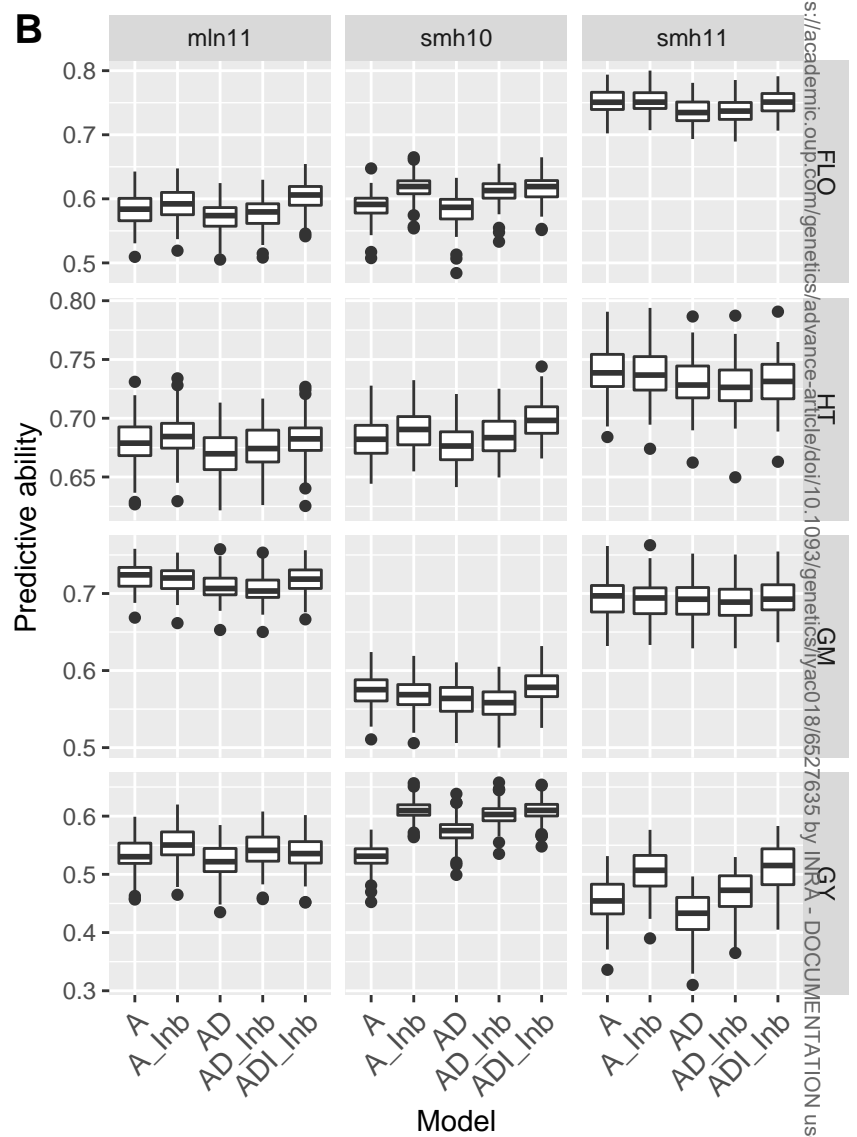 B
mln11 smh10 smh11
0.8
0.7
0.6
0.5
FLO
0.80
0.75
0.70
0.65
HT
0.7
0.6
0.5
GM
0.6
0.5
0.4
0.3
GY
Predictive ability
A A_Inb AD AD_Inb ADI_Inb A A_Inb AD AD_Inb ADI_Inb A A_Inb AD AD_Inb ADI_Inb
Model
s://academic.oup.com/genetics/advance-article/doi/10.1093/genetics/iyac018/6527635 by INRA - DOCUMENTATION us